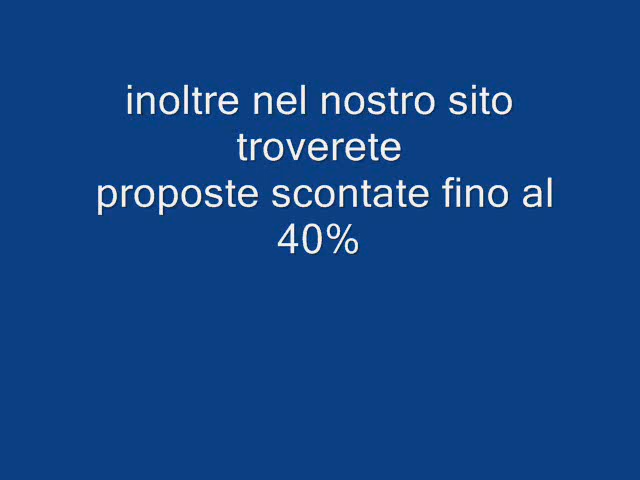 inoltre nel nostro sito
troverete
proposte scontate fino al
40%